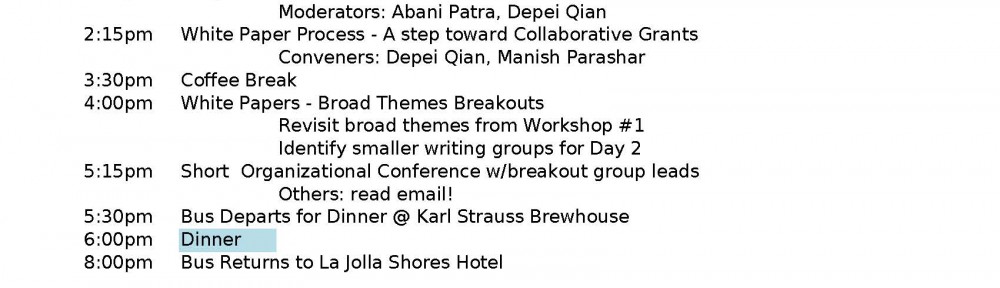 Moderators: Abani Patra, Depei Qian
2:15pm White Paper Process - A step toward Collaborative Grants
Conveners: Depei Qian, Manish Parashar
3:30pm Coffee Break
4:00pm White Papers - Broad Themes Breakouts
Revisit broad themes from Workshop #1
Identify smaller writing groups for Day 2
5:15pm Short  Organizational Conference w/breakout group leads
Others: read email!
5:30pm Bus Departs for Dinner @ Karl Strauss Brewhouse
6:00pm Dinner
8:00pm Bus Returns to La Jolla Shores Hotel